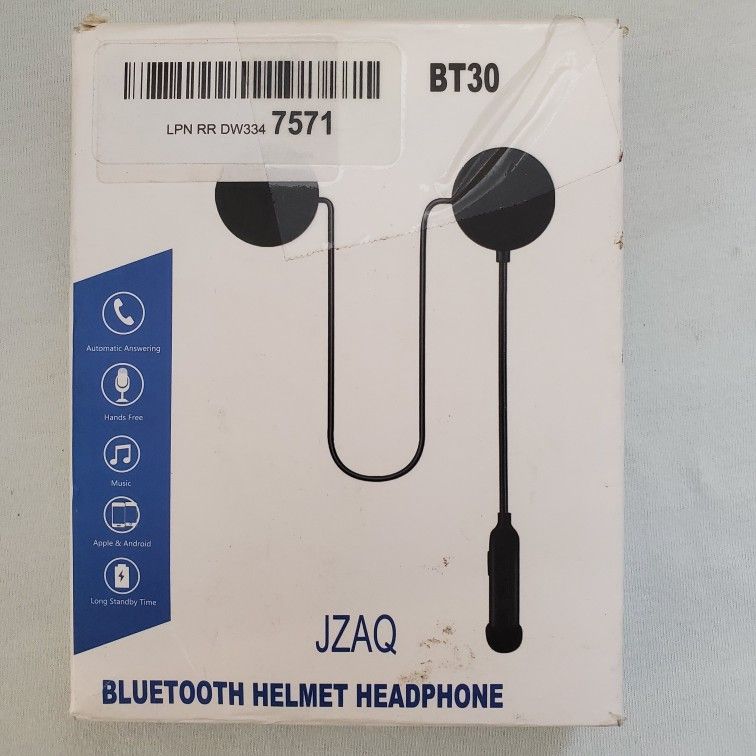 BT30
LPN RR DW334 7571
Automatic Answering
Hands Free
Music
Apple & Android
Long Standby Time
JZAQ
BLUETOOTH HELMET HEADPHONE